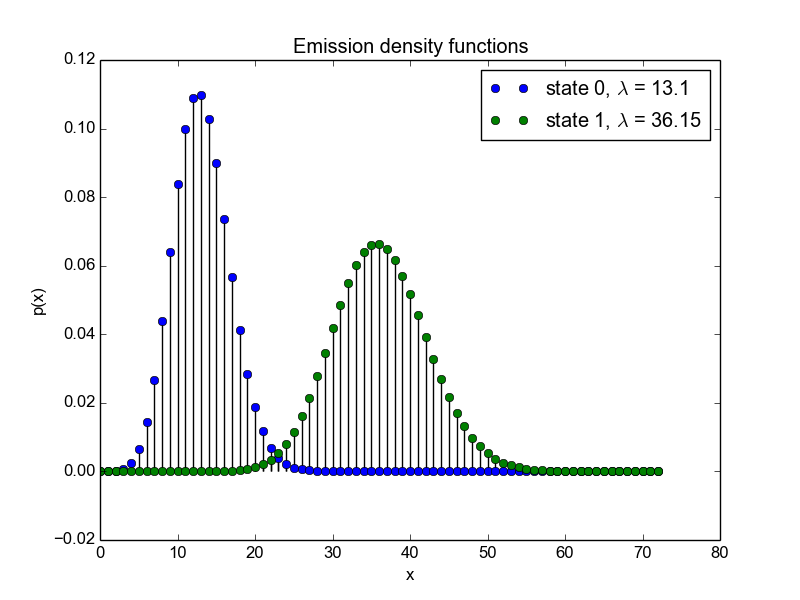 Emission density functions
state 0, λ = 13.1
state 1, λ = 36.15
0.12
0.10
0.08
0.06
0.04
0.02
0.00
−0.02
p(x)
0 10 20 30 40 50 60 70 80
x